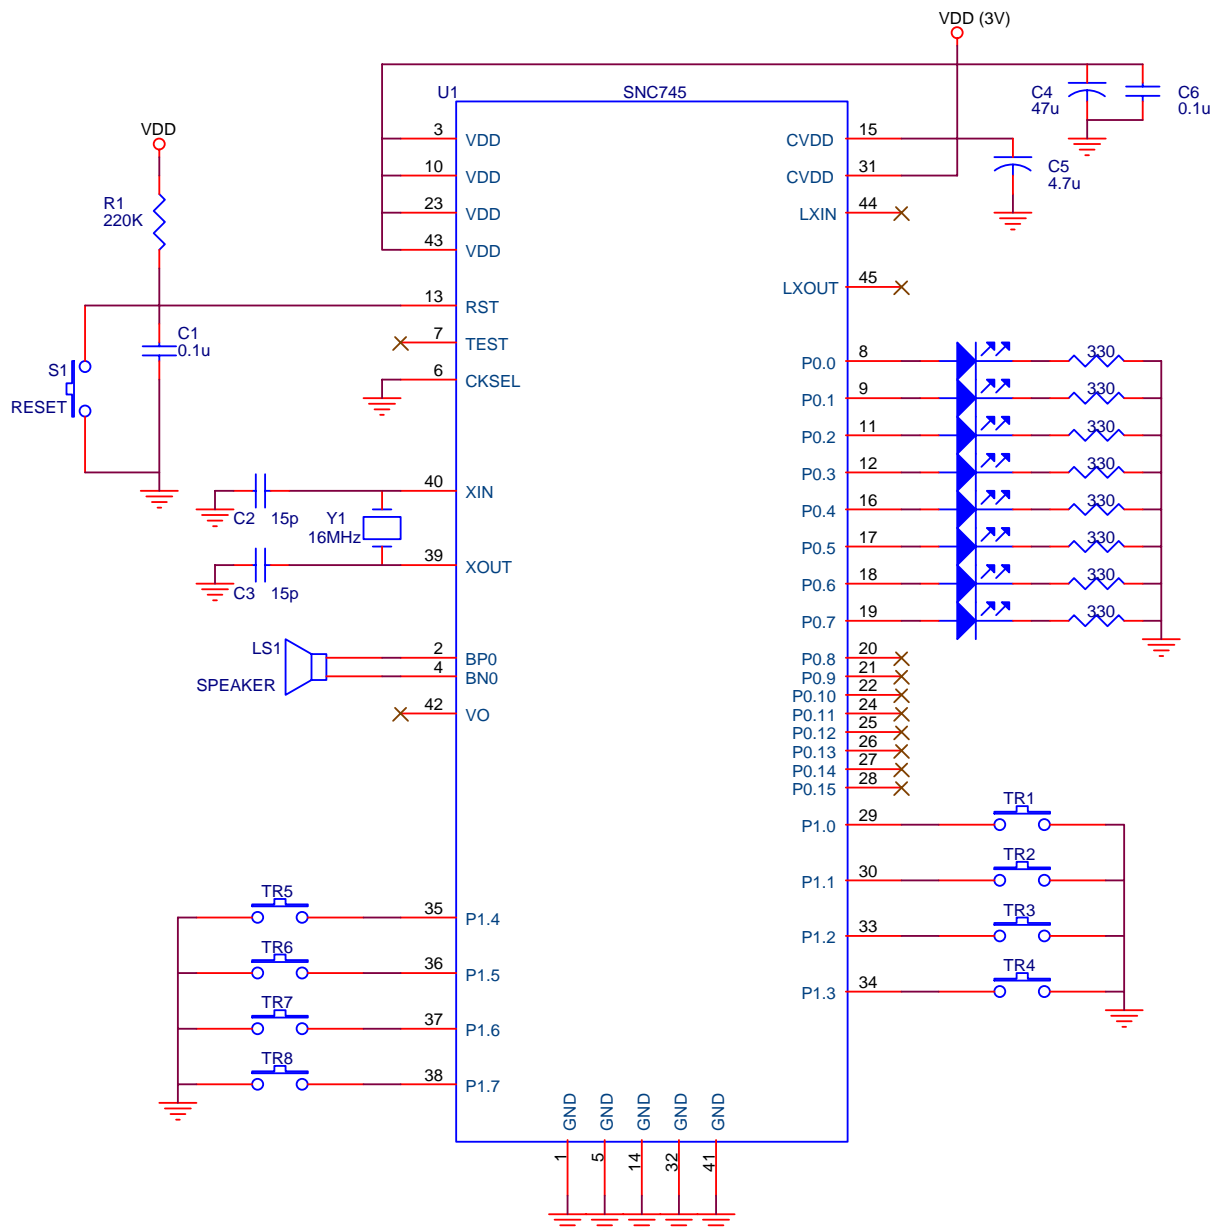 VDD (3V)
U1
SNC745
C4
47u
C6
0.1u
VDD
R1
220K
3 VDD
10 VDD
23 VDD
43 VDD
CVDD 15
CVDD 31
C5
4.7u
LXIN 44
LXOUT 45
13 RST
7 TEST
6 CKSEL
C1
0.1u
S1
RESET
P0.0 8 330
P0.1 9 330
P0.2 11 330
P0.3 12 330
P0.4 16 330
P0.5 17 330
P0.6 18 330
P0.7 19 330
40 XIN
C2 15p
Y1
16MHz
39 XOUT
C3 15p
LS1
SPEAKER
2 BP0
4 BN0
42 VO
P0.8 20
P0.9 21
P0.10 22
P0.11 24
P0.12 25
P0.13 26
P0.14 27
P0.15 28
P1.0 29 TR1
P1.1 30 TR2
P1.2 33 TR3
P1.3 34 TR4
TR5 35 P1.4
TR6 36 P1.5
TR7 37 P1.6
TR8 38 P1.7
GND GND GND GND GND
1 5 14 32 41